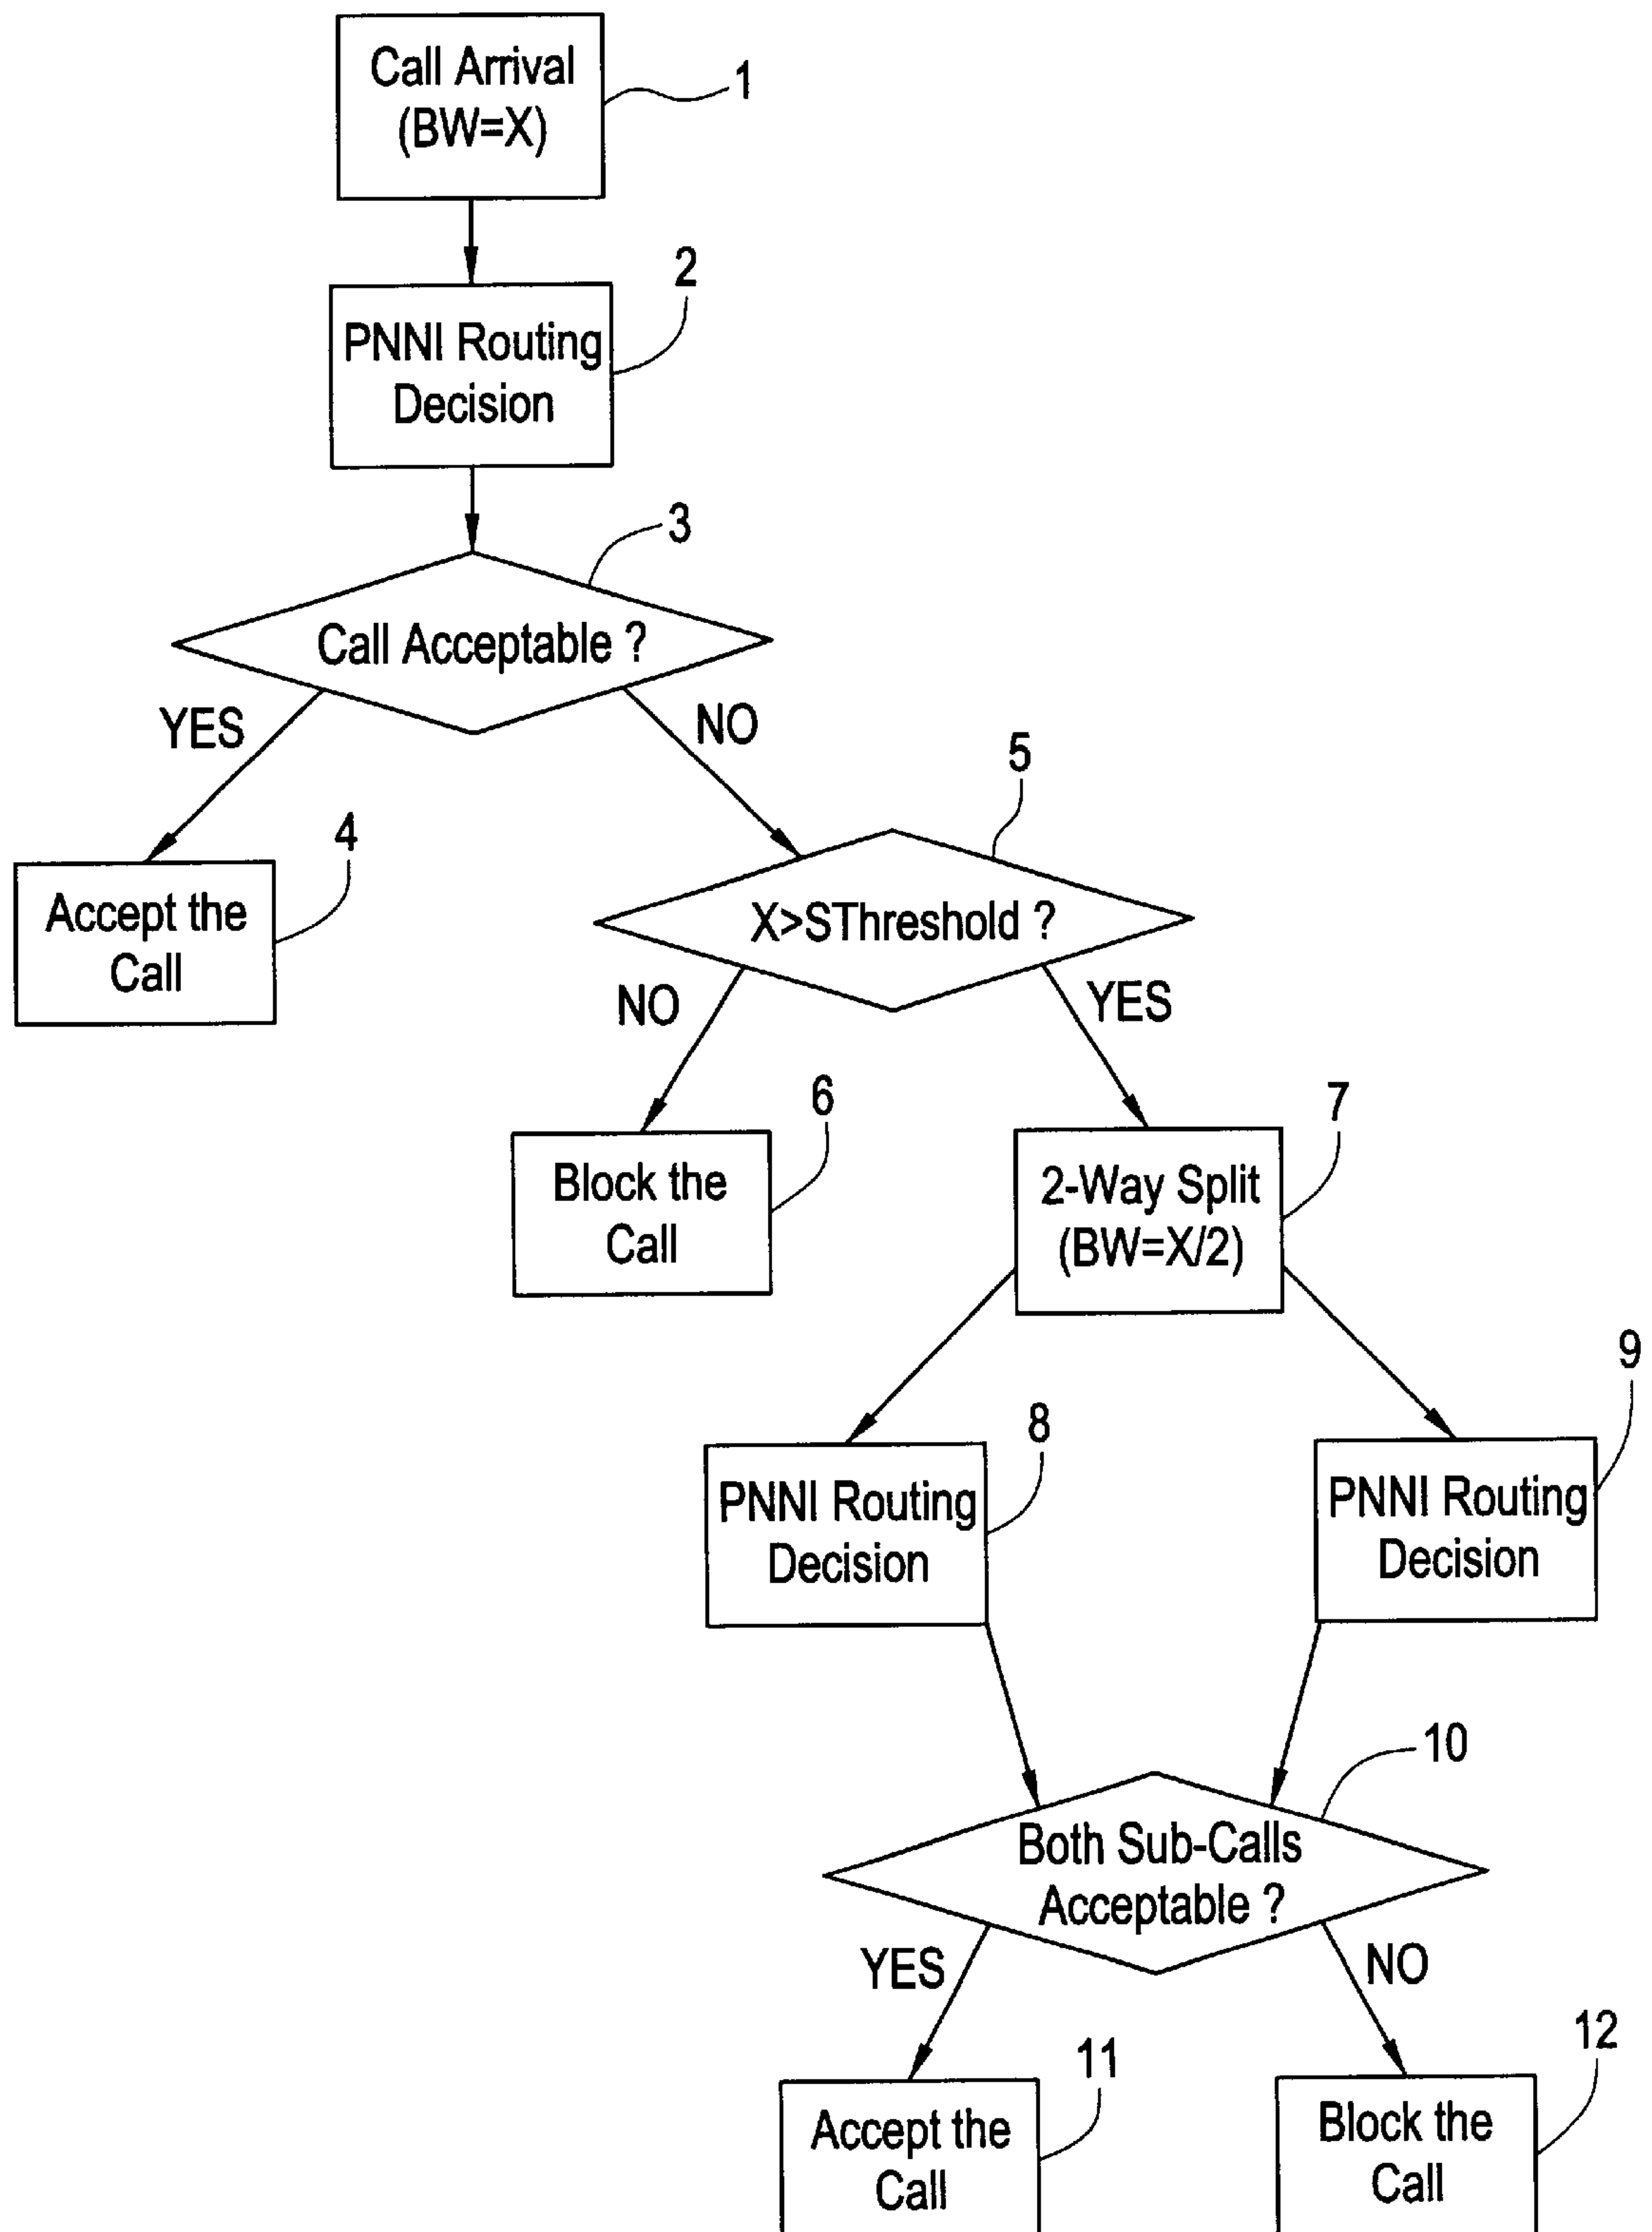 Call Arrival
(BW=X)
1
2
PNNI Routing
Decision
3
Call Acceptable ?
YES
NO
5
4
Accept the
Call
X>SThreshold ?
NO
YES
6
7
Block the
Call
2-Way Split
(BW=X/2)
9
8
PNNI Routing
Decision
PNNI Routing
Decision
10
Both Sub-Calls
Acceptable ?
YES
NO
11
12
Accept the
Call
Block the
Call